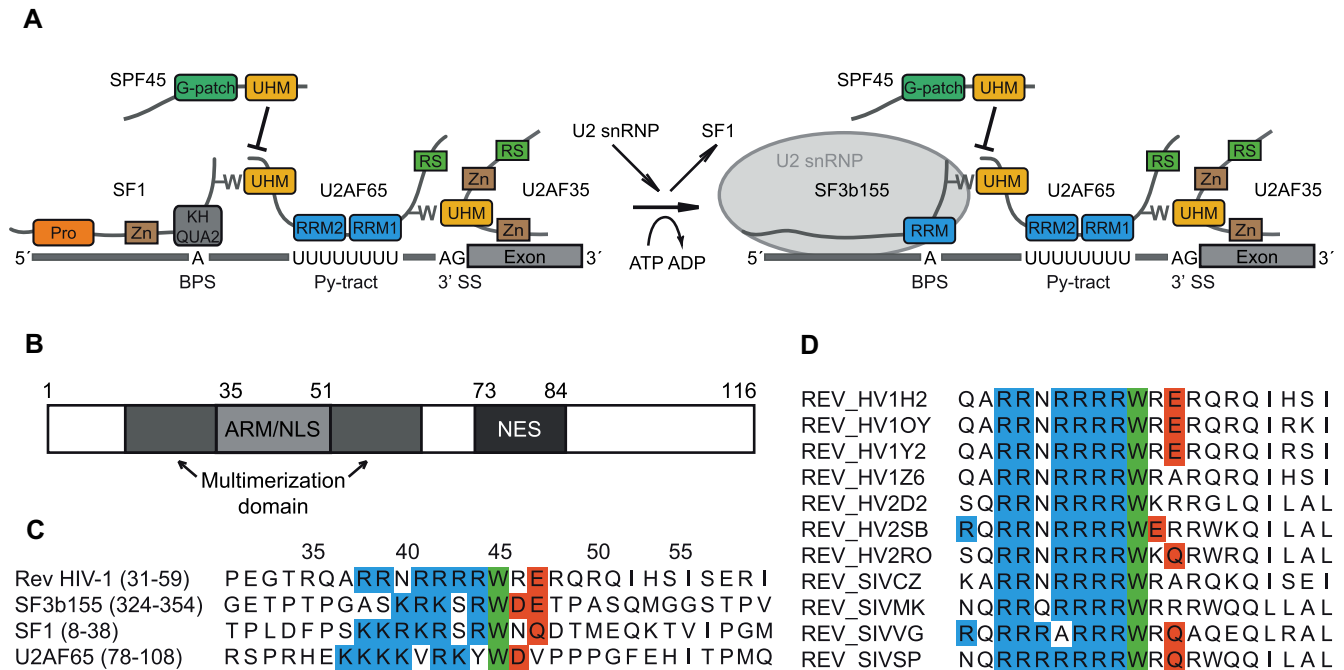 A
SPF45
G-patch
UHM
SF1
W
UHM
U2AF65
RS
W
UHM
Zn
RS
U2AF35
Zn
Pro
Zn
KH
QUA2
RRM2
RRM1
5´
A
UUUUUUUU
AG
Exon
3´
BPS
Py-tract
3’ SS
U2 snRNP
SF1
ATP ADP
SPF45
G-patch
UHM
U2 snRNP
SF3b155
W
UHM
U2AF65
RS
W
UHM
Zn
RS
U2AF35
Zn
RRM
RRM2
RRM1
5´
A
UUUUUUUU
AG
Exon
3´
BPS
Py-tract
3’ SS
B
1 35 51 73 84 116
ARM/NLS
NES
Multimerization
domain
C
35 40 45 50 55
Rev HIV-1 (31-59) PEGTRQARRNRRRRWRERQRQIHSISERI
SF3b155 (324-354) GETPTPGASKRKSRWDETPASQMGGSTPV
SF1 (8-38) TPLDFPSKKRKRSRWNQDTMEQKTVIPGM
U2AF65 (78-108) RSPRHEKKKKVRKYWDVPPPGFEHITPMQ
D
REV_HV1H2 QARRNRRRRWRERQRQIHSI
REV_HV1OY QARRNRRRRWRERQRQIRKI
REV_HV1Y2 QARRNRRRRWRERQRQIRSI
REV_HV1Z6 QARRNRRRRWRARQRQIHSI
REV_HV2D2 SQRRNRRRRWKRRGLQILAL
REV_HV2SB RQRRNRRRRWERRWKQILAL
REV_HV2RO SQRRNRRRRWKQRWRQILAL
REV_SIVCZ KARRNRRRRWRARQKQISEI
REV_SIVMK NQRRQRRRRWRRRWQQLLAL
REV_SIVVG RQRRRARRRWRQAQEQLRAL
REV_SIVSP NQRRRRRRRWRQRWQQILAL